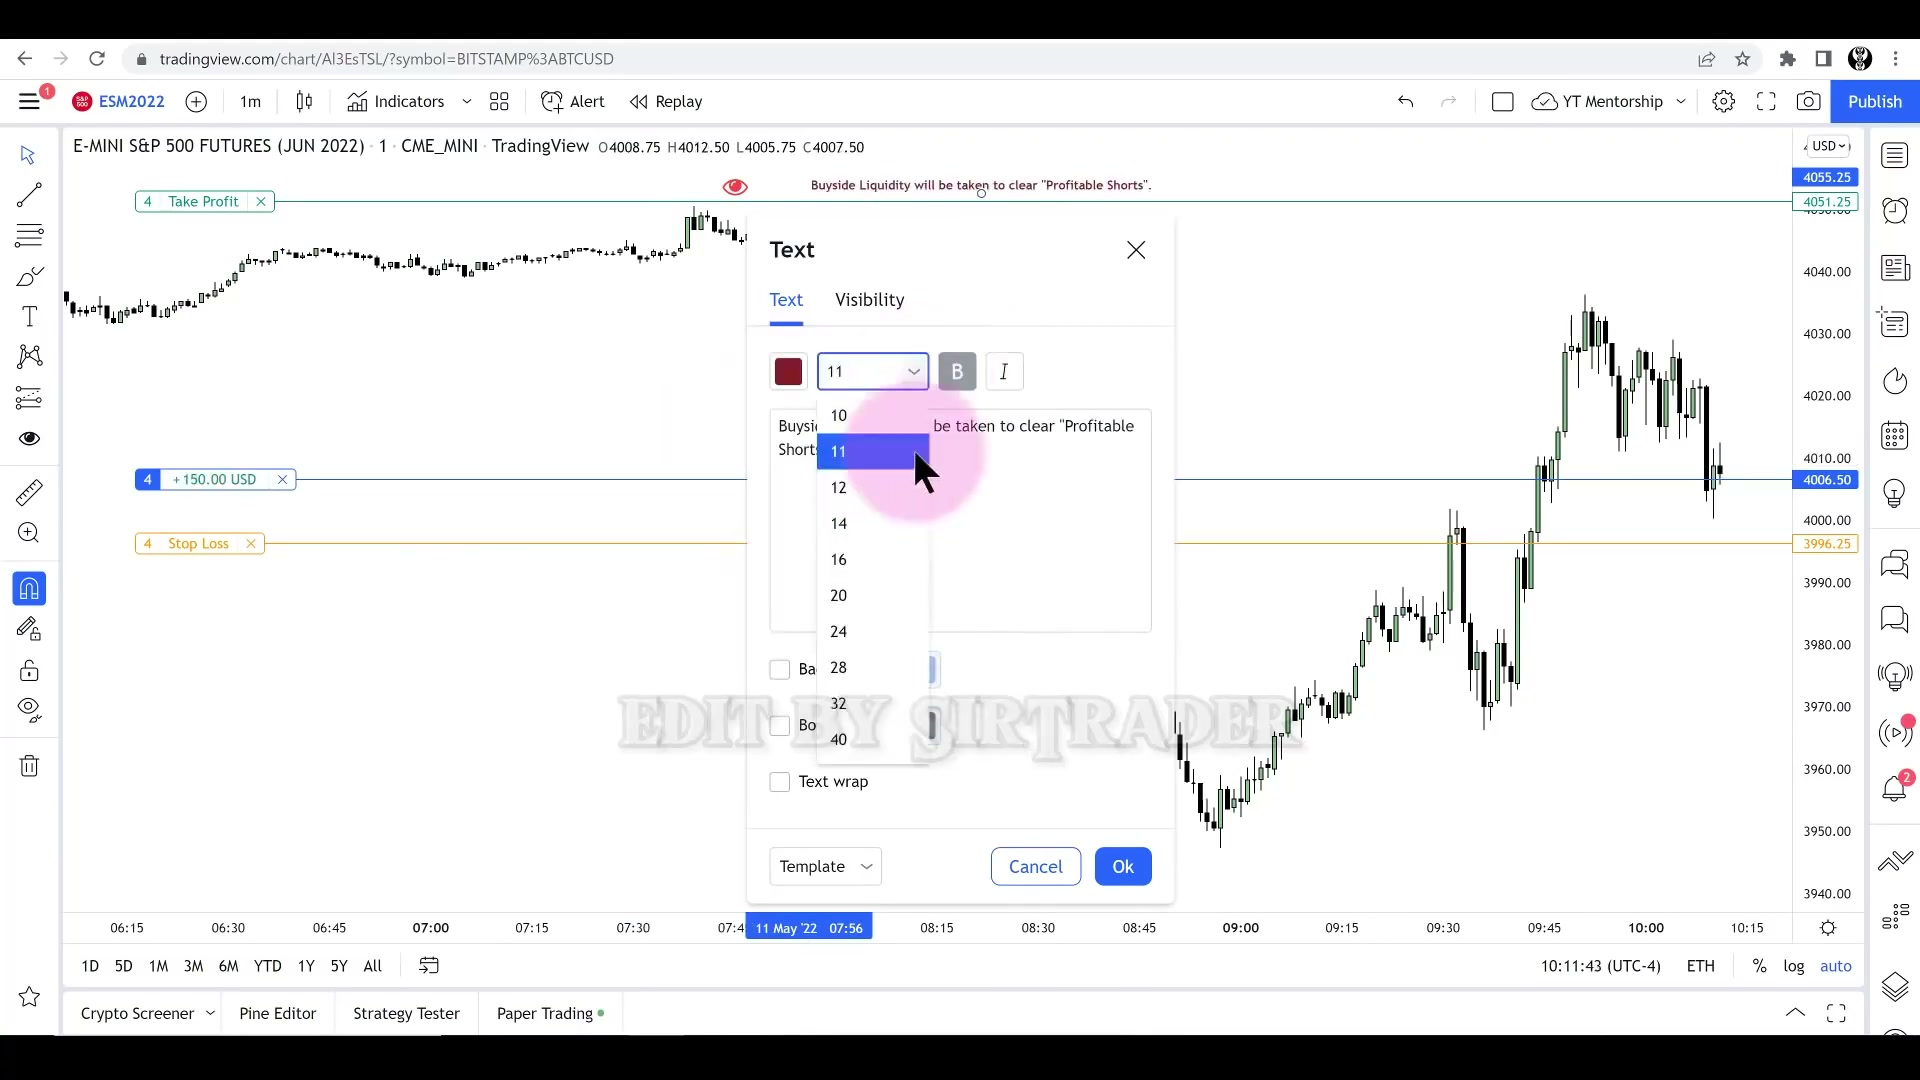 tradingview.com/chart/Al3EsTSL/?symbol=BITSTAMP%3ABTCUSD
1
S&P 500
ESM2022
1m
Indicators
Alert
Replay
YT Mentorship
Publish
E-MINI S&P 500 FUTURES (JUN 2022) · 1 · CME_MINI · TradingView O4008.75 H4012.50 L4005.75 C4007.50
USD
4055.25
Buyside Liquidity will be taken to clear "Profitable Shorts".
4 Take Profit
4051.25
Text
Text Visibility
11
B I
10
11
12
14
16
20
24
28
32
40
Buysi be taken to clear "Profitable
Shorts
Ba
Bo
Text wrap
Template
Cancel
Ok
4 +150.00 USD
4 Stop Loss
EDIT BY SIRTRADER
4040.00
4030.00
4020.00
4010.00
4006.50
4000.00
3996.25
3990.00
3980.00
3970.00
3960.00
3950.00
3940.00
2
06:15 06:30 06:45 07:00 07:15 07:30 07:4 11 May '22 07:56 08:15 08:30 08:45 09:00 09:15 09:30 09:45 10:00 10:15
1D 5D 1M 3M 6M YTD 1Y 5Y All
10:11:43 (UTC-4) ETH % log auto
Crypto Screener Pine Editor Strategy Tester Paper Trading